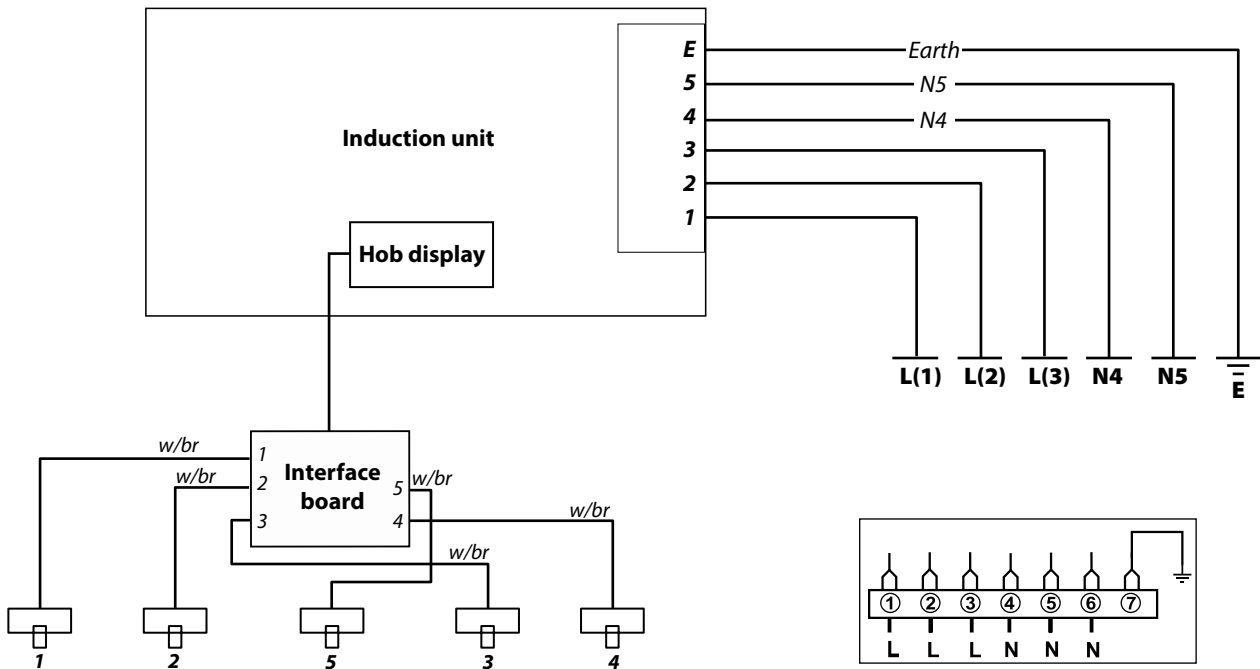 E
Earth
5
N5
4
N4
3
2
1
Induction unit
Hob display
L(1) L(2) L(3) N4 N5 E
w/br
w/br
w/br
w/br
w/br
1
2
3
5
4
Interface
board
1 2 5 3 4
1 2 3 4 5 6 7
L L L N N N